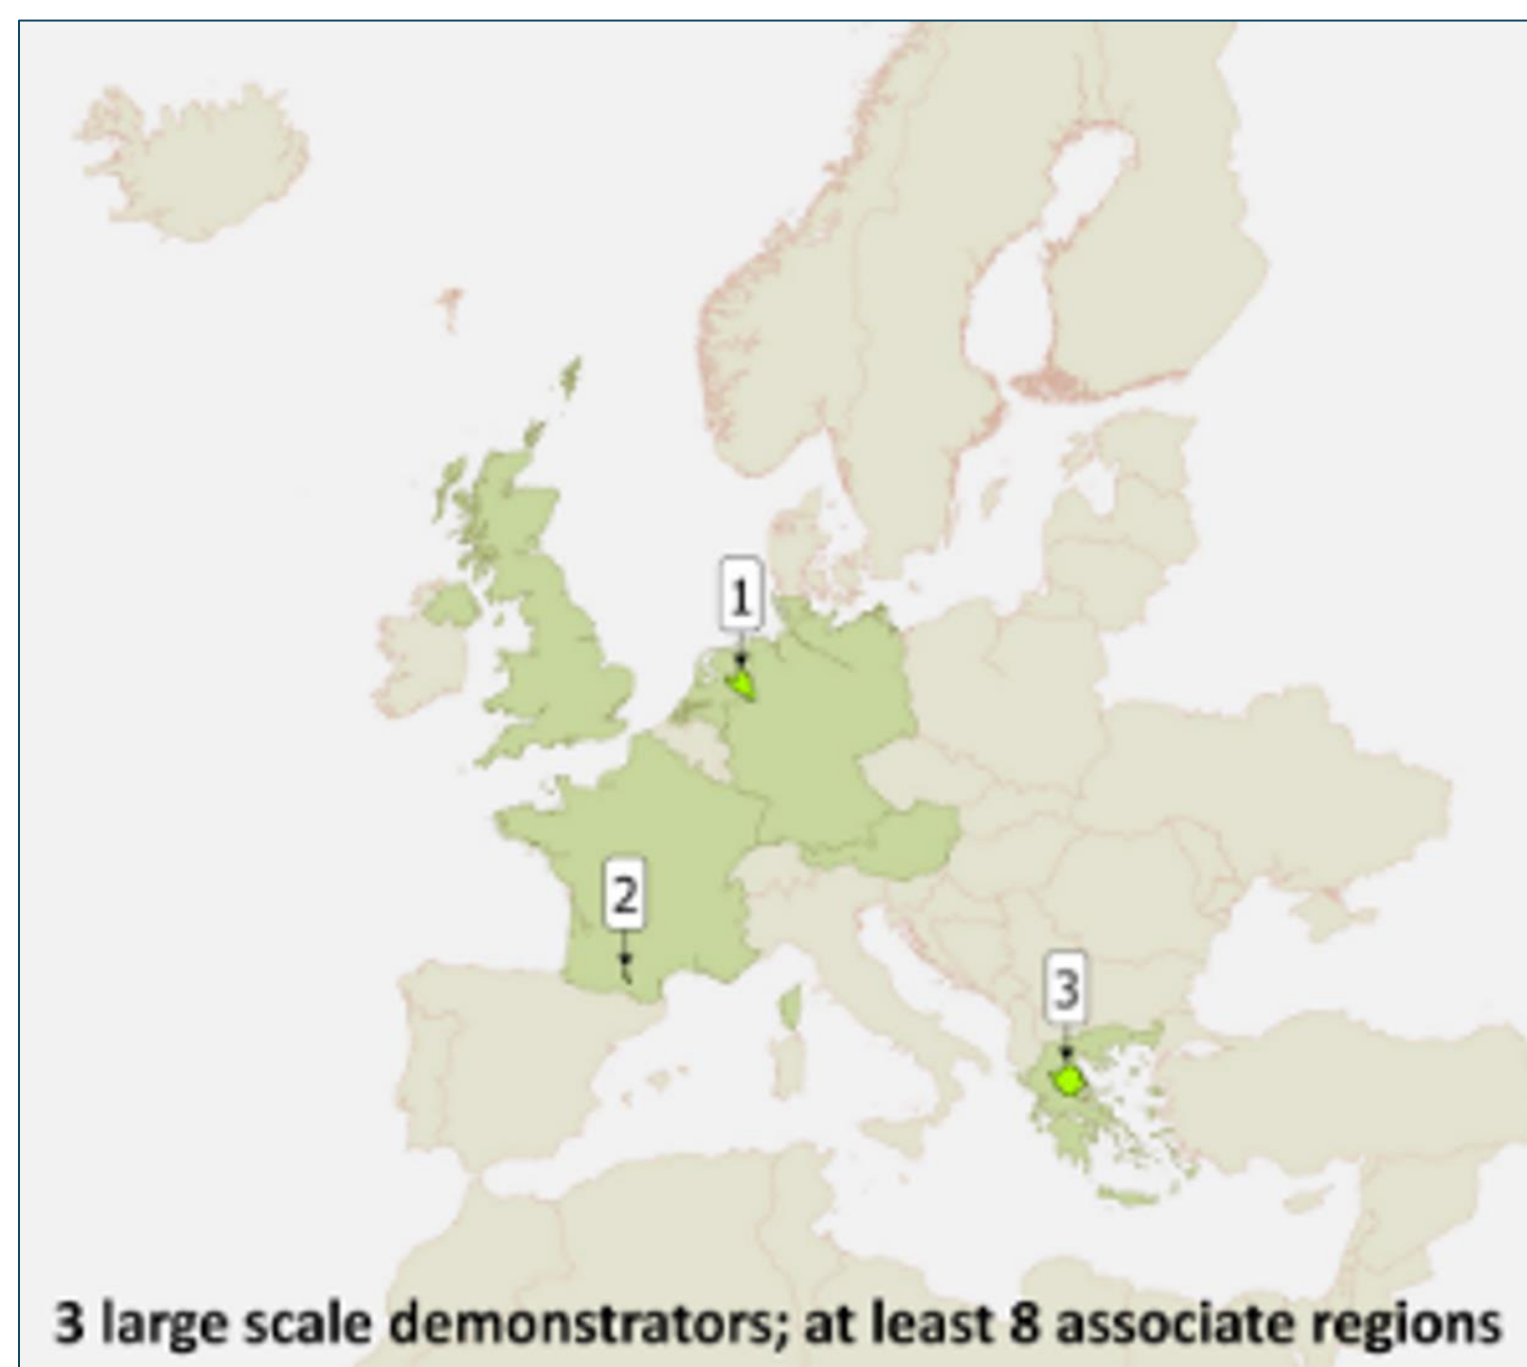 1
2
3
3 large scale demonstrators; at least 8 associate regions